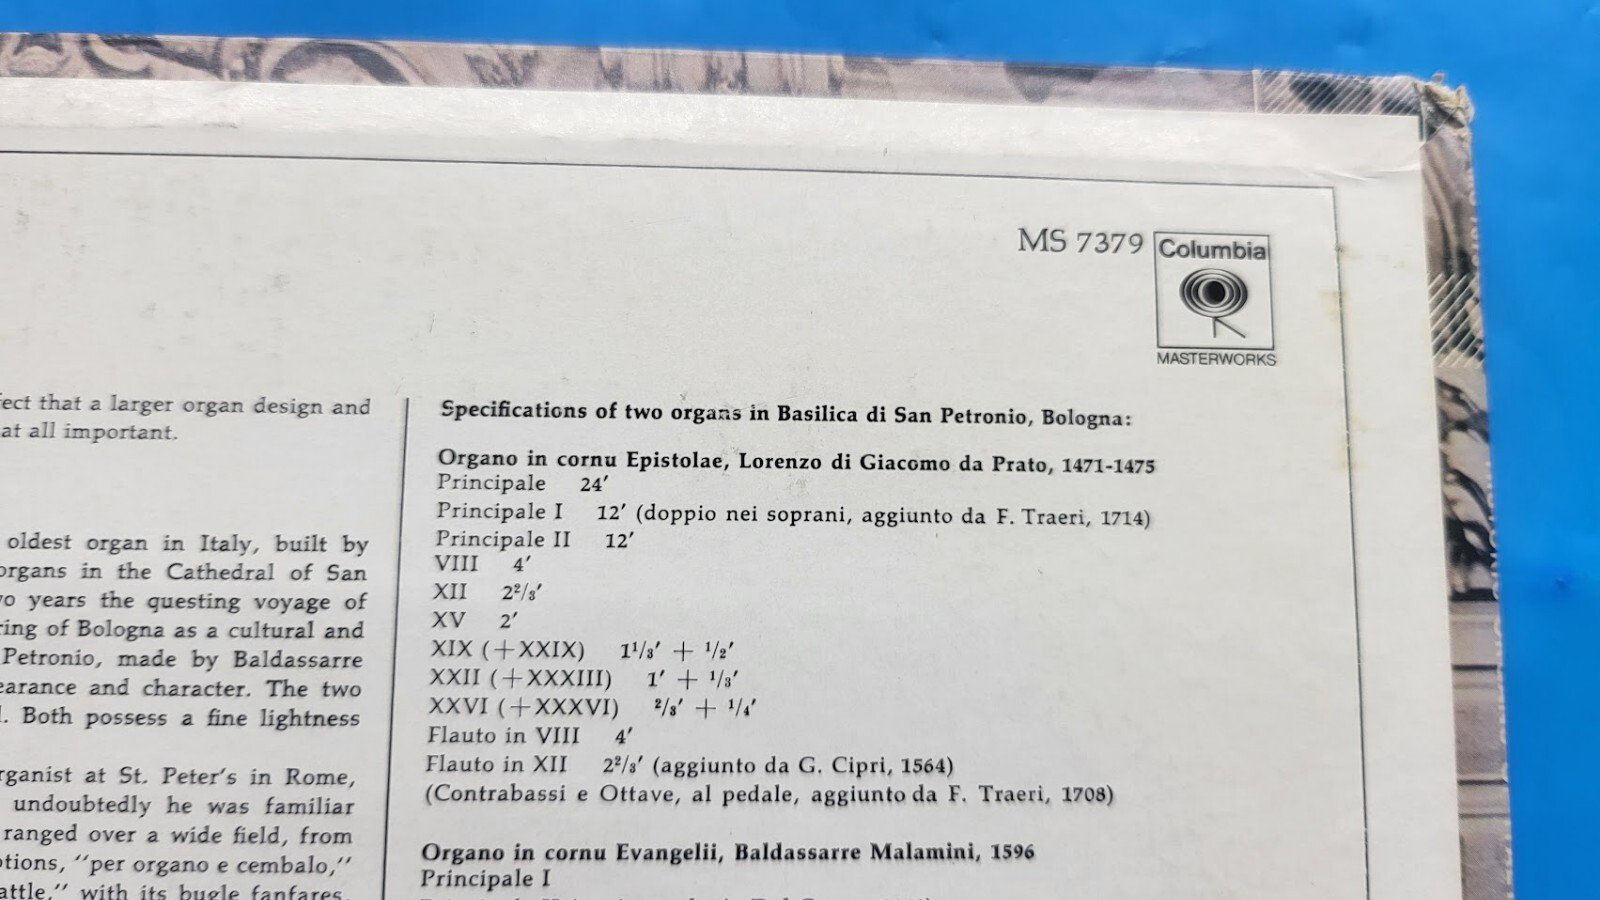 MS 7379
Columbia
MASTERWORKS
that a larger organ design and
at all important.
oldest organ in Italy, built by
organs in the Cathedral of San
years the questing voyage of
of Bologna as a cultural and
Petronio, made by Baldassarre
and character. The two
Both possess a fine lightness
at St. Peter's in Rome,
undoubtedly he was familiar
ranged over a wide field, from
"per organo e cembalo,"
with its bugle fanfares,
Specifications of two organs in Basilica di San Petronio, Bologna:
Organo in cornu Epistolae, Lorenzo di Giacomo da Prato, 1471-1475
Principale 24′
Principale I 12′ (doppio nei soprani, aggiunto da F. Traeri, 1714)
Principale II 12′
VIII 4′
XII 2²/₃′
XV 2′
XIX (+XXIX) 1¹/₃′ + ¹/₂′
XXII (+XXXIII) 1′ + ¹/₃′
XXVI (+XXXVI) ²/₃′ + ¹/₄′
Flauto in VIII 4′
Flauto in XII 2²/₃′ (aggiunto da G. Cipri, 1564)
(Contrabassi e Ottave, al pedale, aggiunto da F. Traeri, 1708)
Organo in cornu Evangelii, Baldassarre Malamini, 1596
Principale I